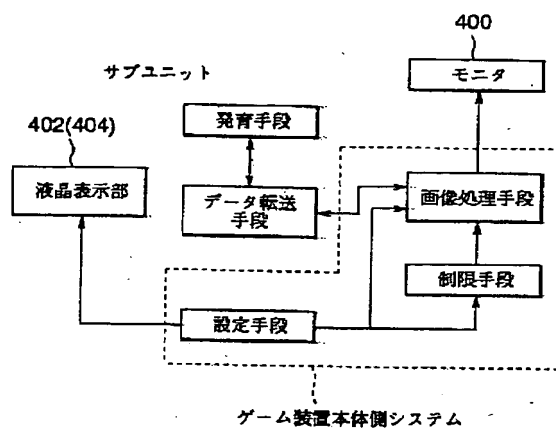 400
モニタ
サブユニット
発育手段
402(404)
液晶表示部
データ転送
手段
画像処理手段
制限手段
設定手段
ゲーム装置本体側システム